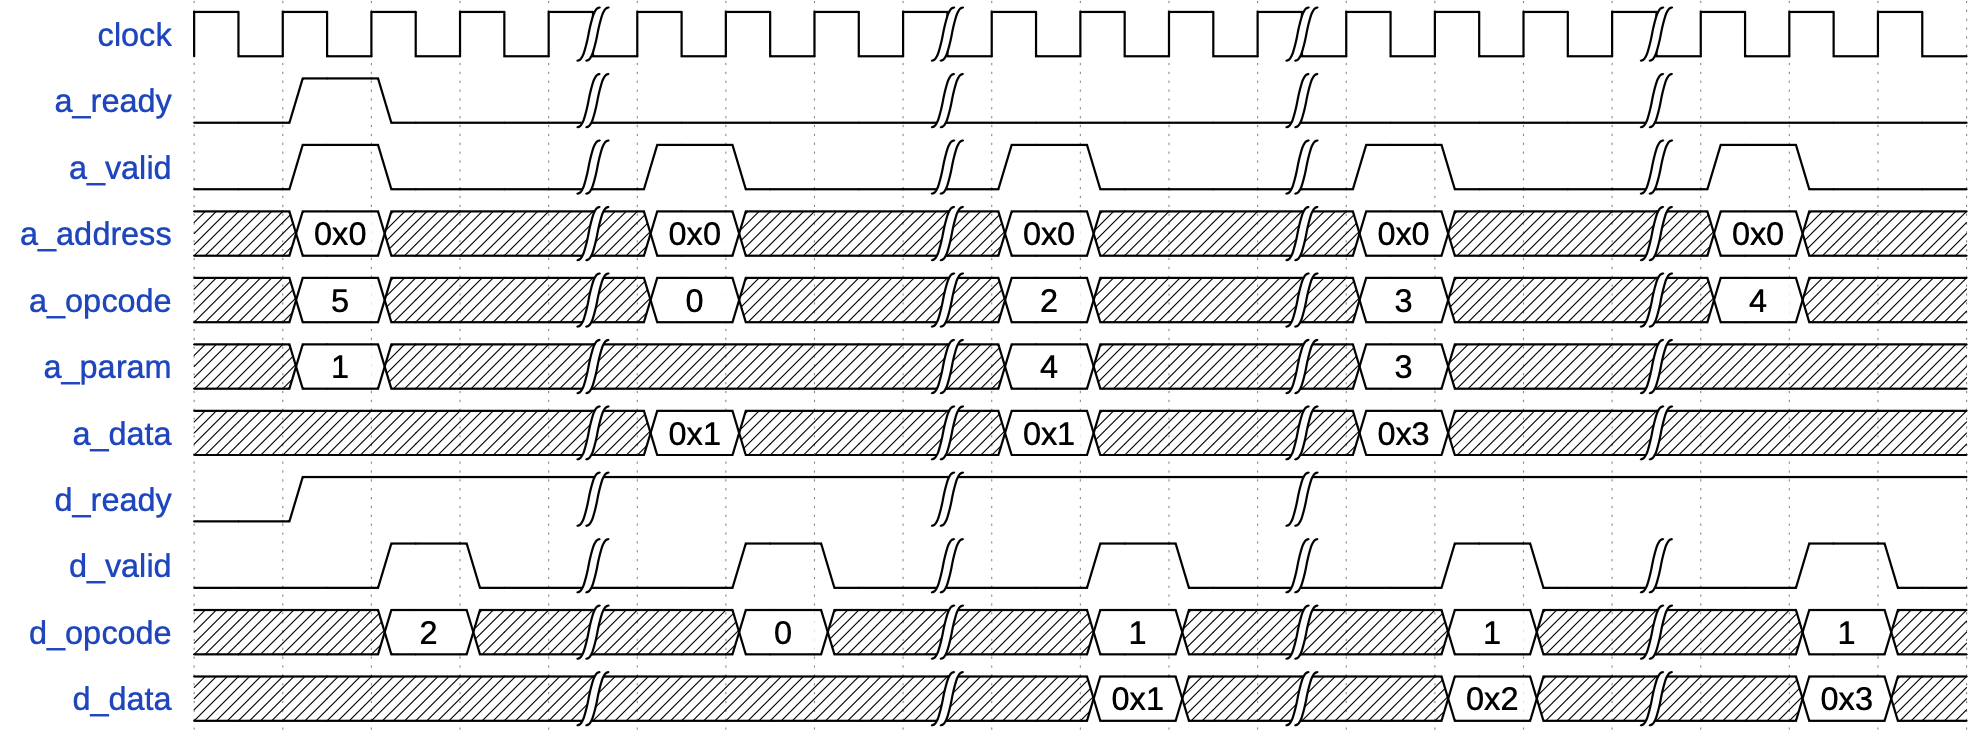 clock
a_ready
a_valid
a_address 0x0 0x0 0x0 0x0 0x0
a_opcode 5 0 2 3 4
a_param 1 4 3
a_data 0x1 0x1 0x3
d_ready
d_valid
d_opcode 2 0 1 1 1
d_data 0x1 0x2 0x3